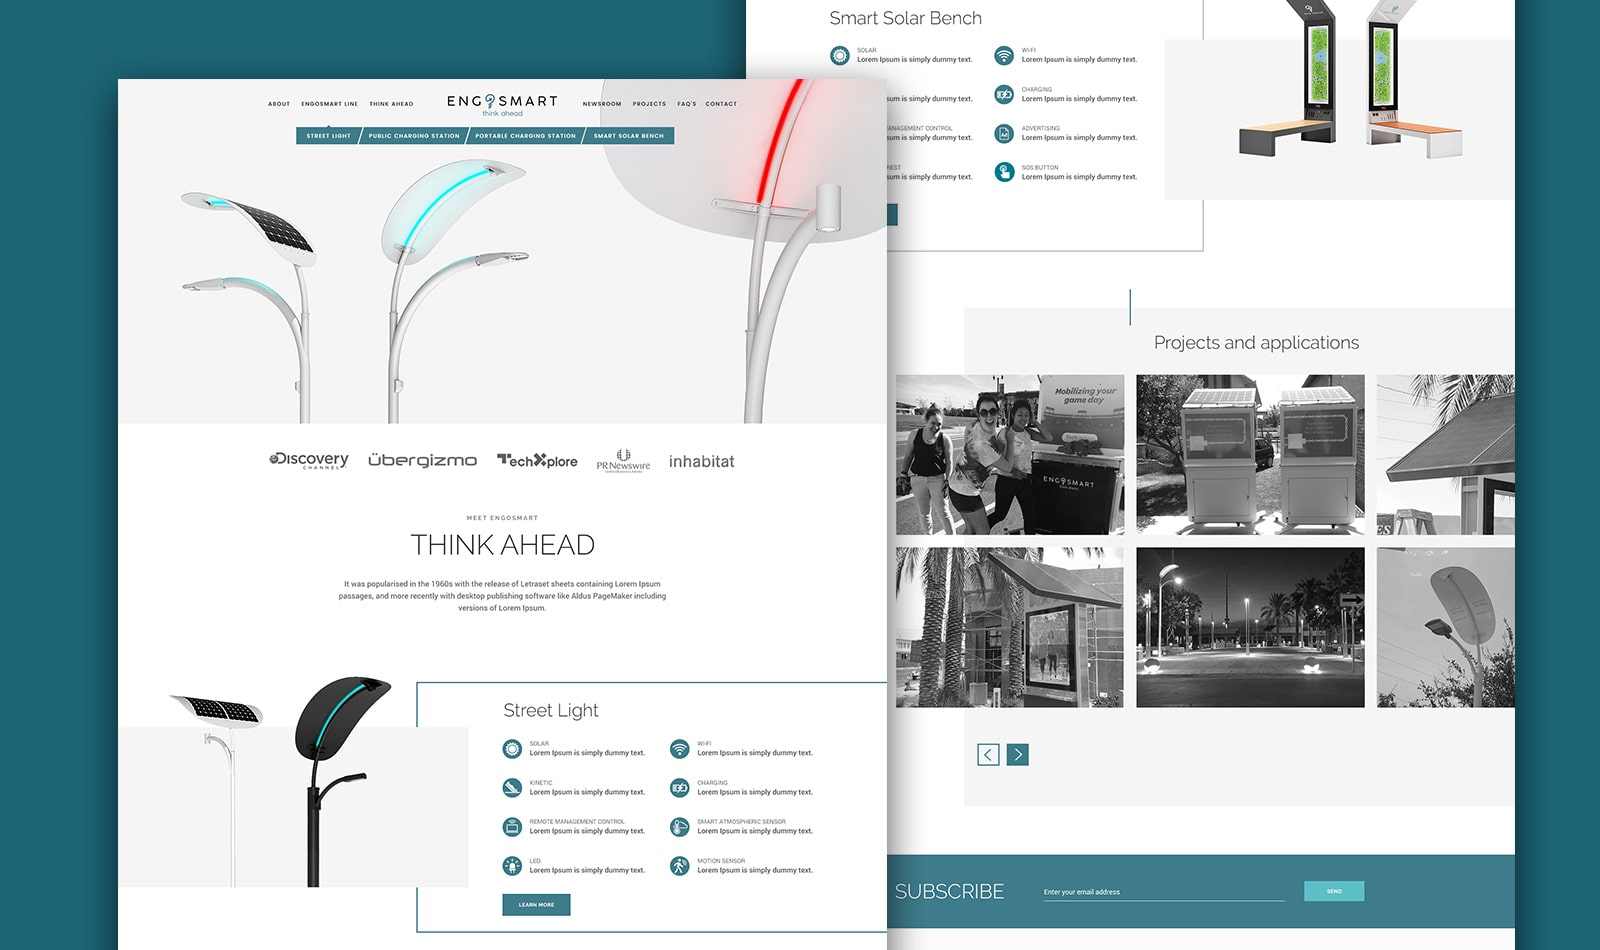 ABOUT ENGOSMART LINE THINK AHEAD ENGOSMART NEWSROOM PROJECTS FAQ'S CONTACT
think ahead
STREET LIGHT PUBLIC CHARGING STATION PORTABLE CHARGING STATION SMART SOLAR BENCH
Discovery CHANNEL übergizmo TechXplore PR Newswire inhabitat
MEET ENGOSMART
THINK AHEAD
It was popularised in the 1960s with the release of Letraset sheets containing Lorem Ipsum
passages, and more recently with desktop publishing software like Aldus PageMaker including
versions of Lorem Ipsum.
Street Light
SOLAR
Lorem Ipsum is simply dummy text.
WI-FI
Lorem Ipsum is simply dummy text.
KINETIC
Lorem Ipsum is simply dummy text.
CHARGING
Lorem Ipsum is simply dummy text.
REMOTE MANAGEMENT CONTROL
Lorem Ipsum is simply dummy text.
SMART ATMOSPHERIC SENSOR
Lorem Ipsum is simply dummy text.
LED
Lorem Ipsum is simply dummy text.
MOTION SENSOR
Lorem Ipsum is simply dummy text.
LEARN MORE
Smart Solar Bench
SOLAR
Lorem Ipsum is simply dummy text.
WI-FI
Lorem Ipsum is simply dummy text.
is simply dummy text.
CHARGING
Lorem Ipsum is simply dummy text.
MANAGEMENT CONTROL
is simply dummy text.
ADVERTISING
Lorem Ipsum is simply dummy text.
is simply dummy text.
SOS BUTTON
Lorem Ipsum is simply dummy text.
Projects and applications
Mobilizing your
game day
ENGOSMART
think ahead
SUBSCRIBE
Enter your email address
SEND